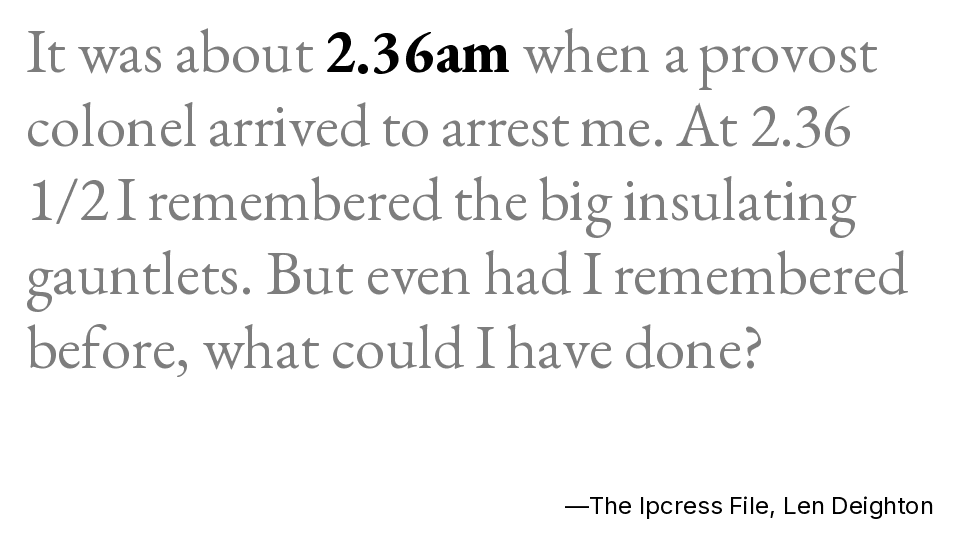 It was about 2.36am when a provost
colonel arrived to arrest me. At 2.36
1/2 I remembered the big insulating
gauntlets. But even had I remembered
before, what could I have done?
—The Ipcress File, Len Deighton